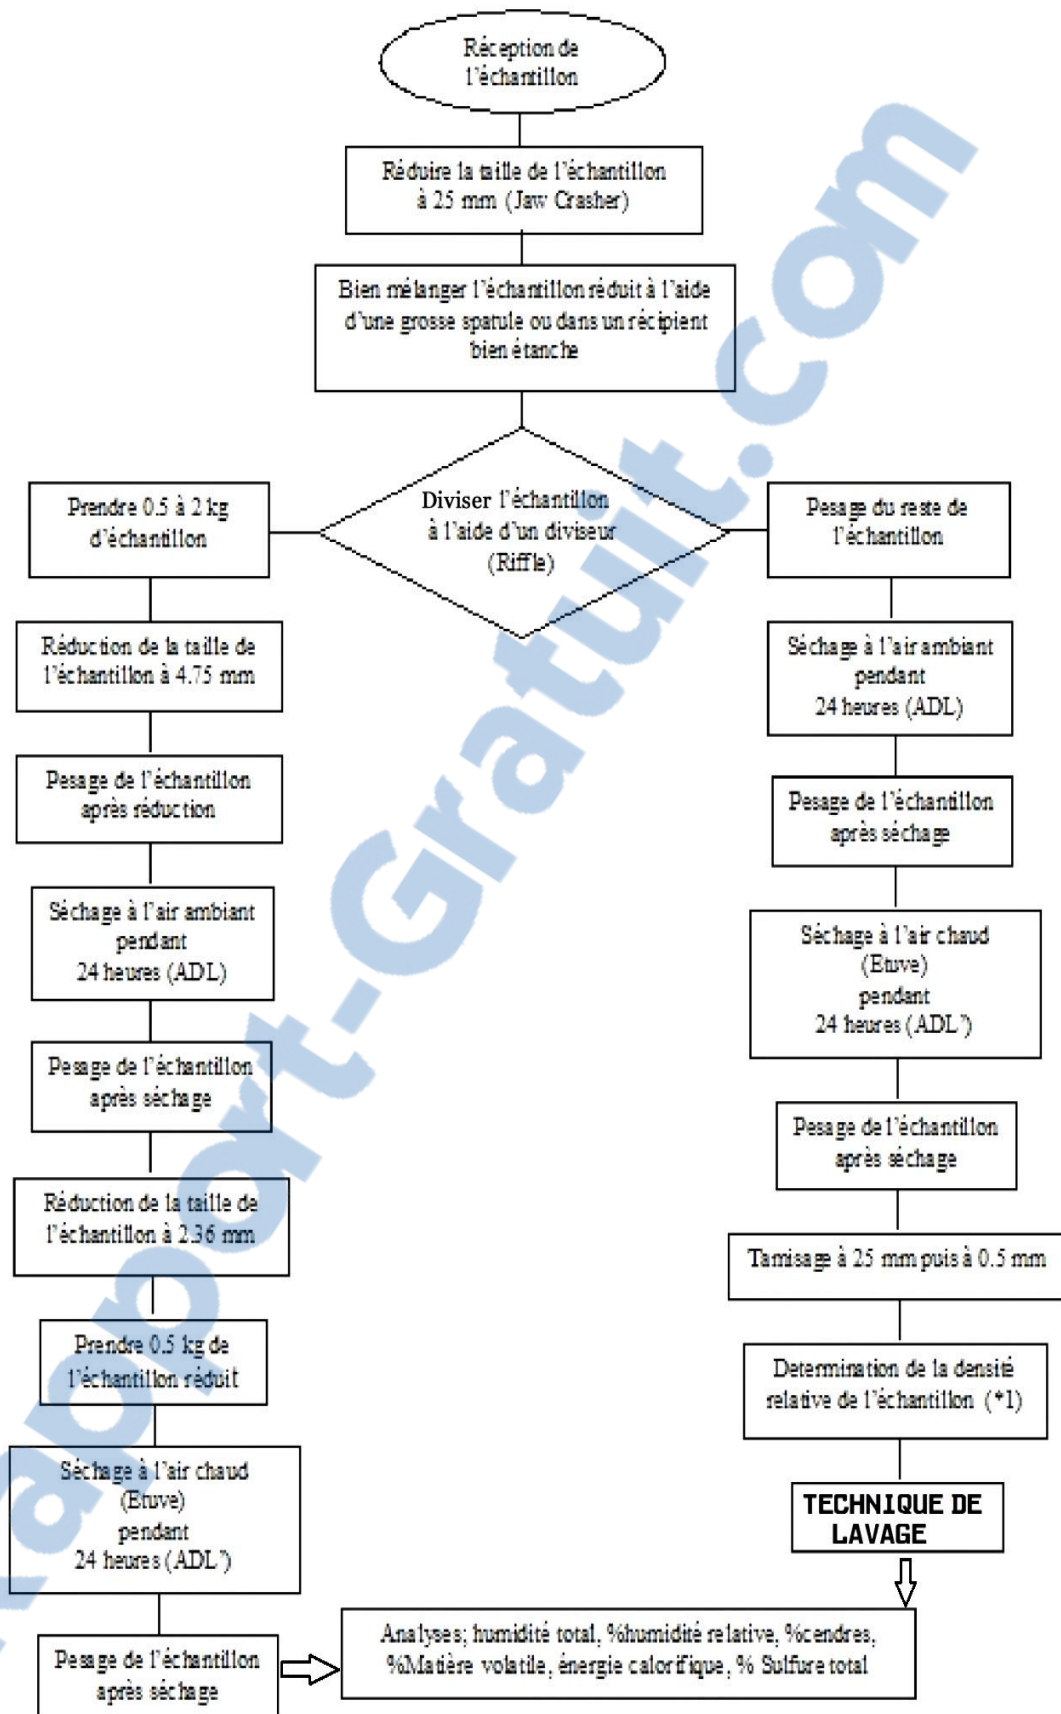 Réception de
l'échantillon
Réduire la taille de l'échantillon
à 25 mm (Jaw Crasher)
Bien mélanger l'échantillon réduit à l'aide
d'une grosse spatule ou dans un récipient
bien étanche
Diviser l'échantillon
à l'aide d'un diviseur
(Riffle)
Prendre 0.5 à 2 kg
d'échantillon
Réduction de la taille de
l'échantillon à 4.75 mm
Pesage de l'échantillon
après réduction
Séchage à l'air ambiant
pendant
24 heures (ADL)
Pesage de l'échantillon
après séchage
Réduction de la taille de
l'échantillon à 2.36 mm
Prendre 0.5 kg de
l'échantillon réduit
Séchage à l'air chaud
(Etuve)
pendant
24 heures (ADL')
Pesage de l'échantillon
après séchage
Pesage du reste de
l'échantillon
Séchage à l'air ambiant
pendant
24 heures (ADL)
Pesage de l'échantillon
après séchage
Séchage à l'air chaud
(Etuve)
pendant
24 heures (ADL')
Pesage de l'échantillon
après séchage
Tamisage à 25 mm puis à 0.5 mm
Determination de la densité
relative de l'échantillon (*1)
TECHNIQUE DE
LAVAGE
Analyses; humidité total, %humidité relative, %cendres,
%Matière volatile, énergie calorifique, % Sulfure total
Rapport-Gratuit.com